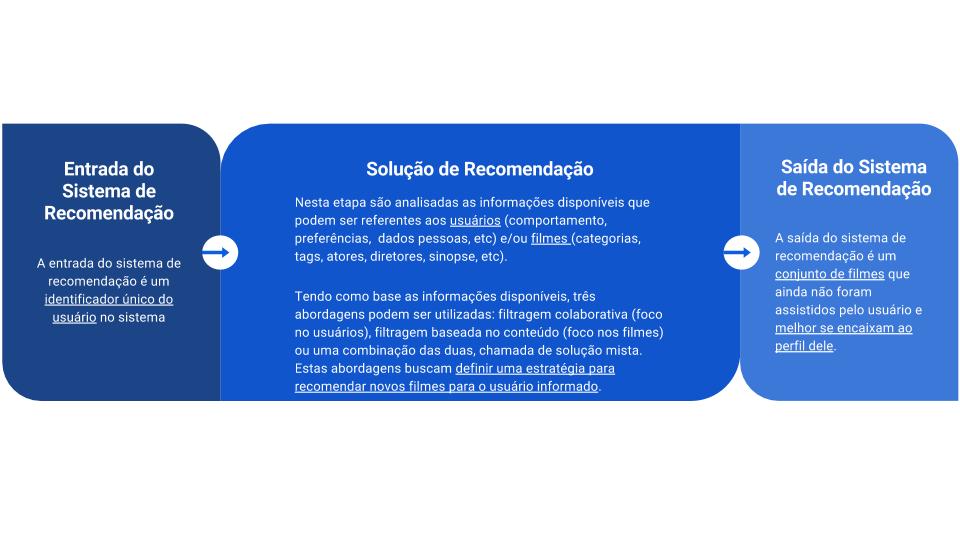 Entrada do
Sistema de
Recomendação
A entrada do sistema de
recomendação é um
identificador único do
usuário no sistema
Solução de Recomendação
Nesta etapa são analisadas as informações disponíveis que
podem ser referentes aos usuários (comportamento,
preferências, dados pessoas, etc) e/ou filmes (categorias,
tags, atores, diretores, sinopse, etc).
Tendo como base as informações disponíveis, três
abordagens podem ser utilizadas: filtragem colaborativa (foco
no usuários), filtragem baseada no conteúdo (foco nos filmes)
ou uma combinação das duas, chamada de solução mista.
Estas abordagens buscam definir uma estratégia para
recomendar novos filmes para o usuário informado.
Saída do Sistema
de Recomendação
A saída do sistema de
recomendação é um
conjunto de filmes que
ainda não foram
assistidos pelo usuário e
melhor se encaixam ao
perfil dele.